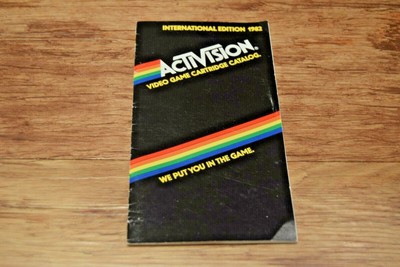 INTERNATIONAL EDITION 1982
ACTIVISION.
VIDEO GAME CARTRIDGE CATALOG.
WE PUT YOU IN THE GAME.